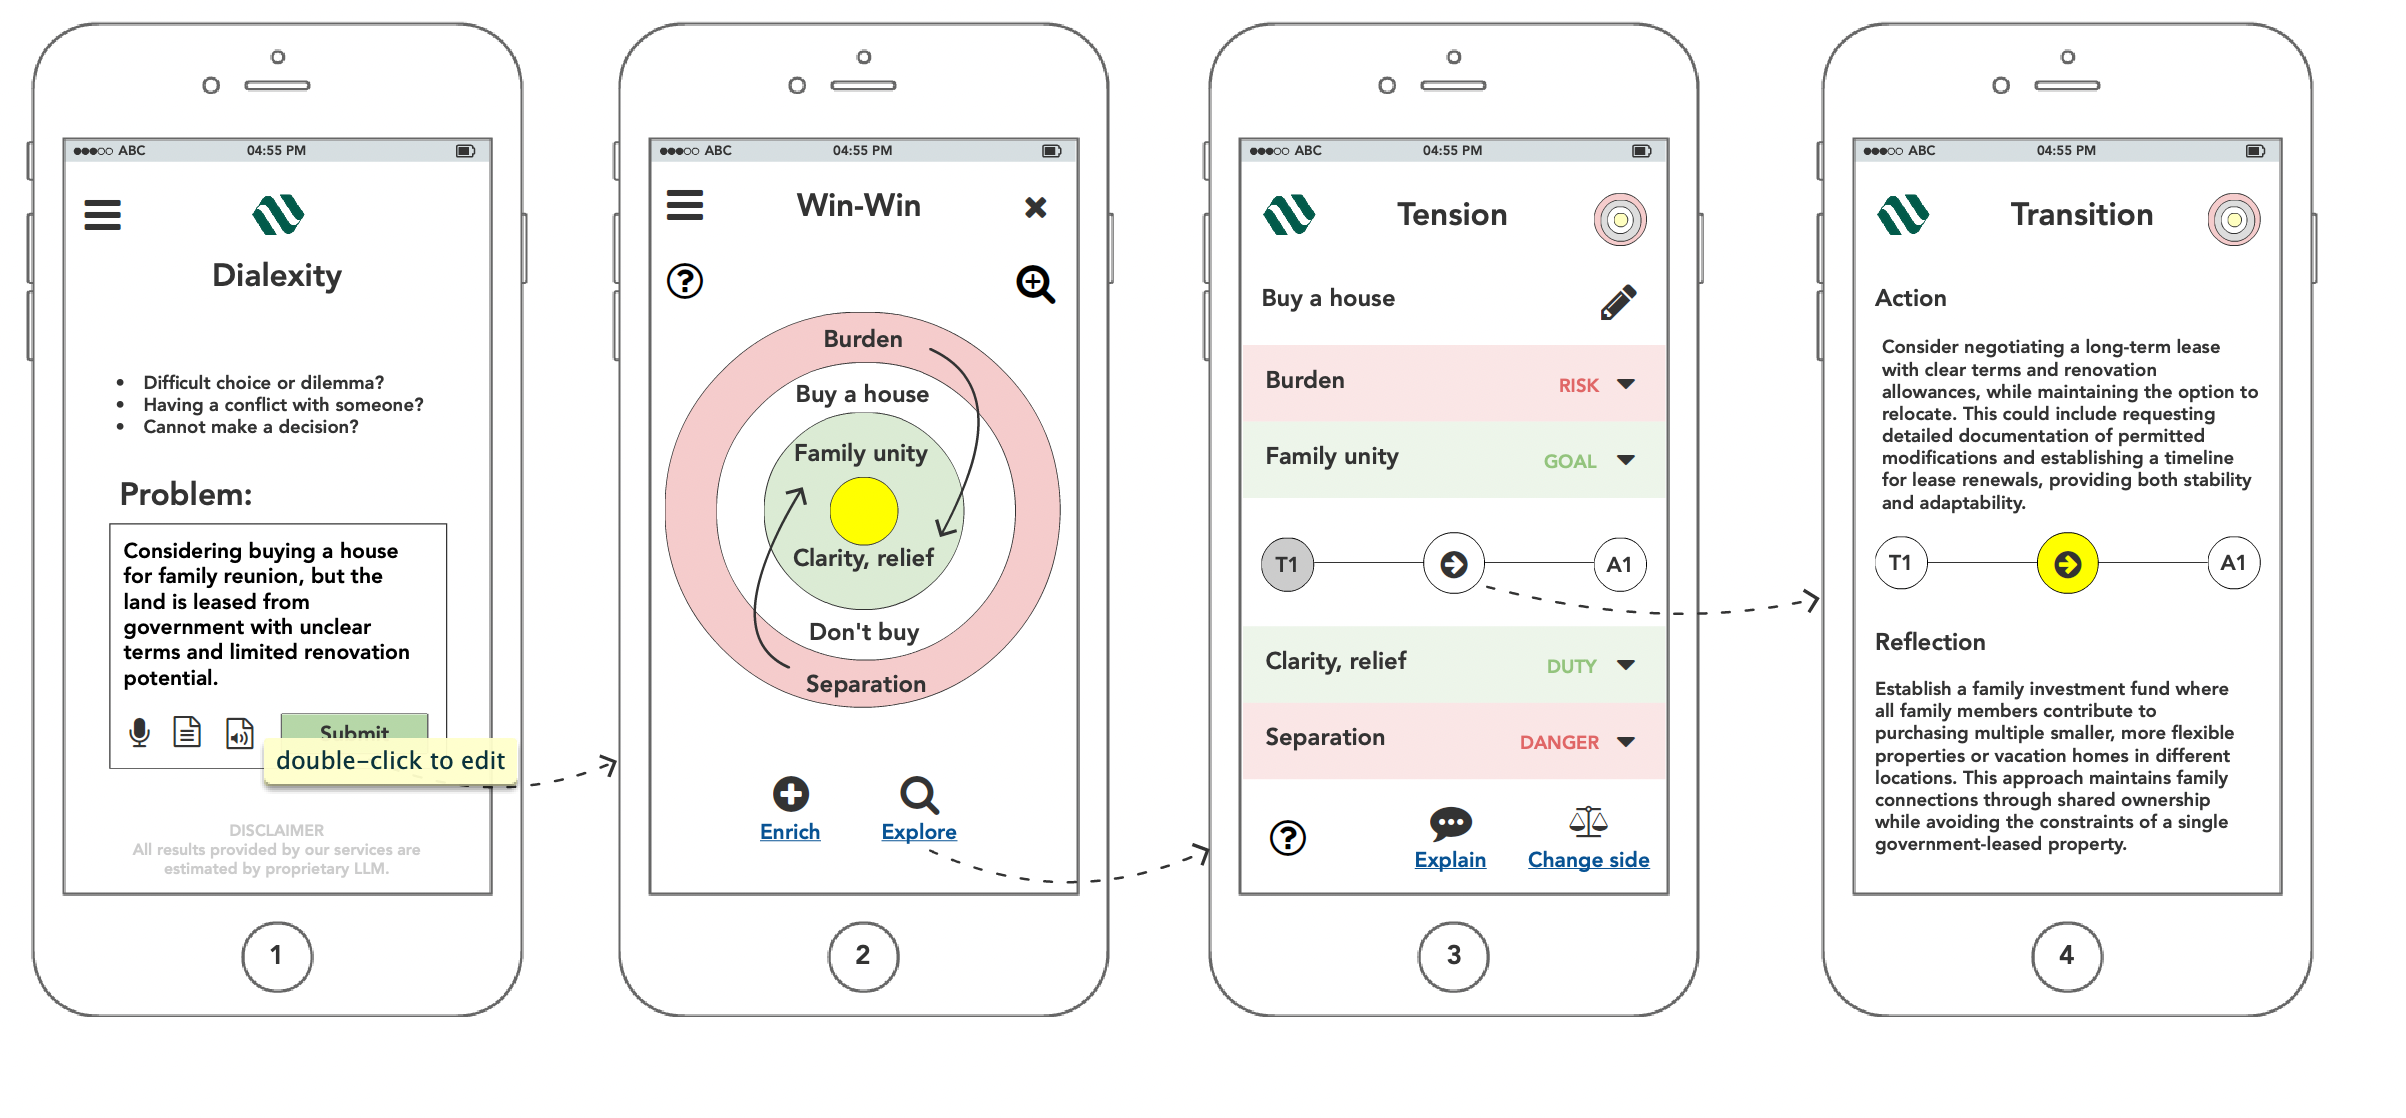 ABC 04:55 PM
Dialexity
• Difficult choice or dilemma?
• Having a conflict with someone?
• Cannot make a decision?
Problem:
Considering buying a house
for family reunion, but the
land is leased from
government with unclear
terms and limited renovation
potential.
Submit
double-click to edit
DISCLAIMER
All results provided by our services are
estimated by proprietary LLM.
1
ABC 04:55 PM
Win-Win
Burden
Buy a house
Family unity
Clarity, relief
Don't buy
Separation
Enrich Explore
2
ABC 04:55 PM
Tension
Buy a house
Burden RISK
Family unity GOAL
T1 A1
Clarity, relief DUTY
Separation DANGER
Explain Change side
3
ABC 04:55 PM
Transition
Action
Consider negotiating a long-term lease
with clear terms and renovation
allowances, while maintaining the option to
relocate. This could include requesting
detailed documentation of permitted
modifications and establishing a timeline
for lease renewals, providing both stability
and adaptability.
T1 A1
Reflection
Establish a family investment fund where
all family members contribute to
purchasing multiple smaller, more flexible
properties or vacation homes in different
locations. This approach maintains family
connections through shared ownership
while avoiding the constraints of a single
government-leased property.
4